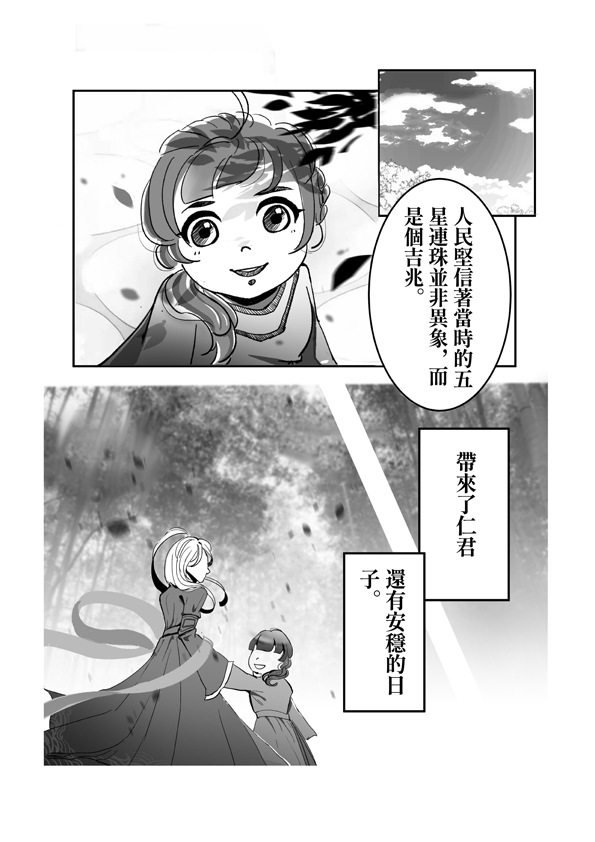 人民堅信著當時的五
星連珠並非異象，而
是個吉兆。
帶來了仁君
還有安穩的日
子。